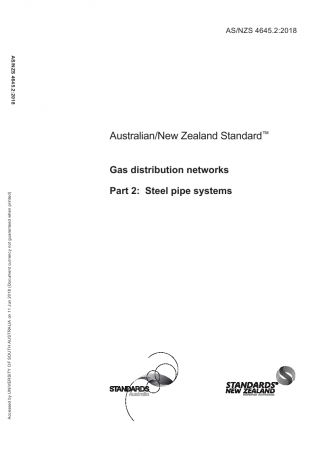 AS/NZS 4645.2:2018
AS/NZS 4645.2:2018
Australian/New Zealand Standard™
Gas distribution networks
Part 2: Steel pipe systems
Accessed by UNIVERSITY OF SOUTH AUSTRALIA on 11 Jun 2018 (Document currency not guaranteed when printed)
STANDARDS
Australia
STANDARDS
NEW ZEALAND